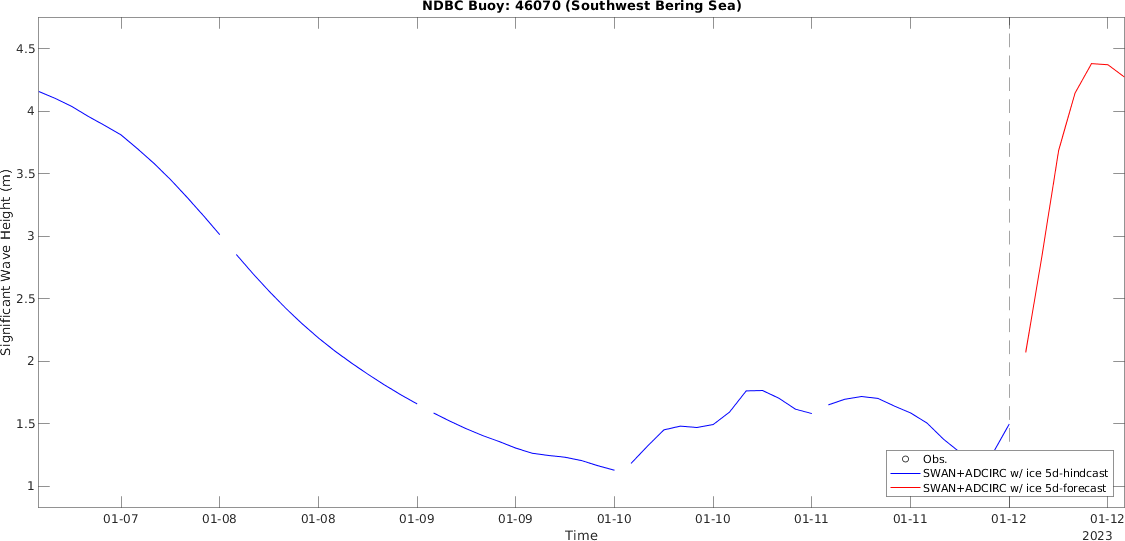 NDBC Buoy: 46070 (Southwest Bering Sea)
Significant Wave Height (m)
4.5
4
3.5
3
2.5
2
1.5
1
Obs.
SWAN+ADCIRC w/ ice 5d-hindcast
SWAN+ADCIRC w/ ice 5d-forecast
01-07 01-08 01-08 01-09 01-09 01-10 01-10 01-11 01-11 01-12 01-12
Time
2023